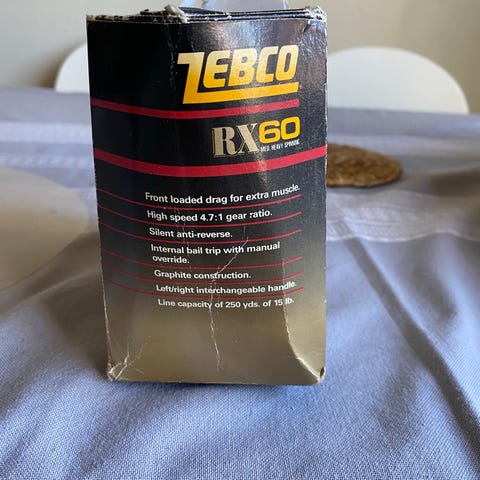 ZEBCO
RX60
MED. HEAVY SPINNING
Front loaded drag for extra muscle.
High speed 4.7:1 gear ratio.
Silent anti-reverse.
Internal bail trip with manual
override.
Graphite construction.
Left/right interchangeable handle.
Line capacity of 250 yds. of 15 lb.